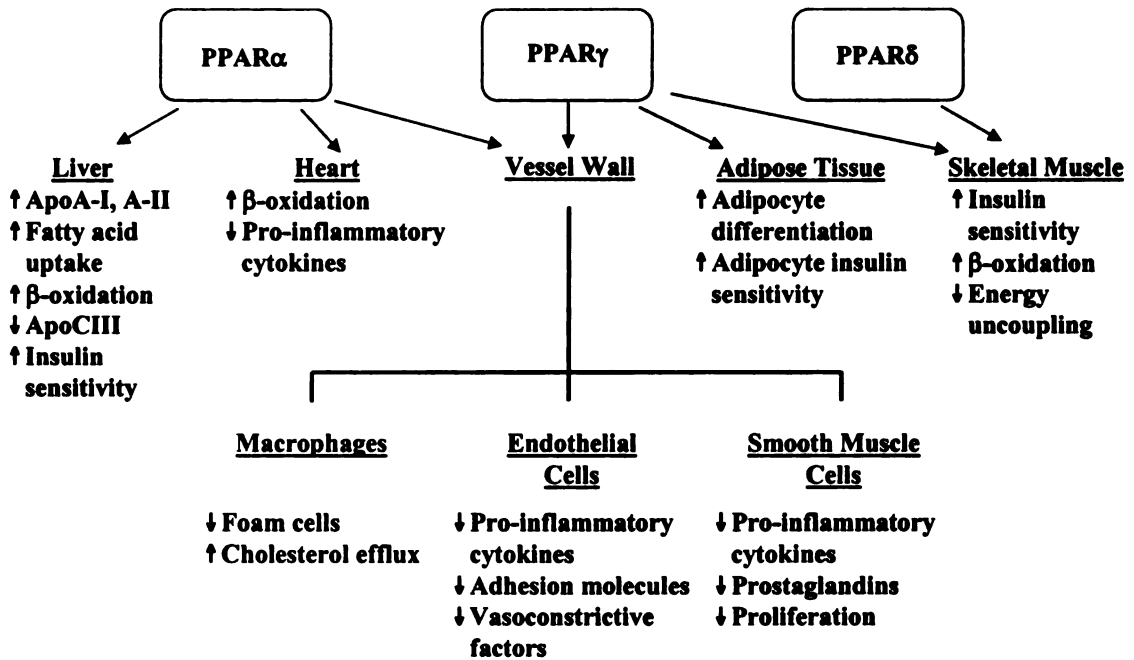 PPARα
PPARγ
PPARδ
Liver
↑ ApoA-I, A-II
↑ Fatty acid
uptake
↑ β-oxidation
↓ ApoCIII
↑ Insulin
sensitivity
Heart
↑ β-oxidation
↓ Pro-inflammatory
cytokines
Vessel Wall
Adipose Tissue
↑ Adipocyte
differentiation
↑ Adipocyte insulin
sensitivity
Skeletal Muscle
↑ Insulin
sensitivity
↑ β-oxidation
↓ Energy
uncoupling
Macrophages
↓ Foam cells
↑ Cholesterol efflux
Endothelial
Cells
↓ Pro-inflammatory
cytokines
↓ Adhesion molecules
↓ Vasoconstrictive
factors
Smooth Muscle
Cells
↓ Pro-inflammatory
cytokines
↓ Prostaglandins
↓ Proliferation